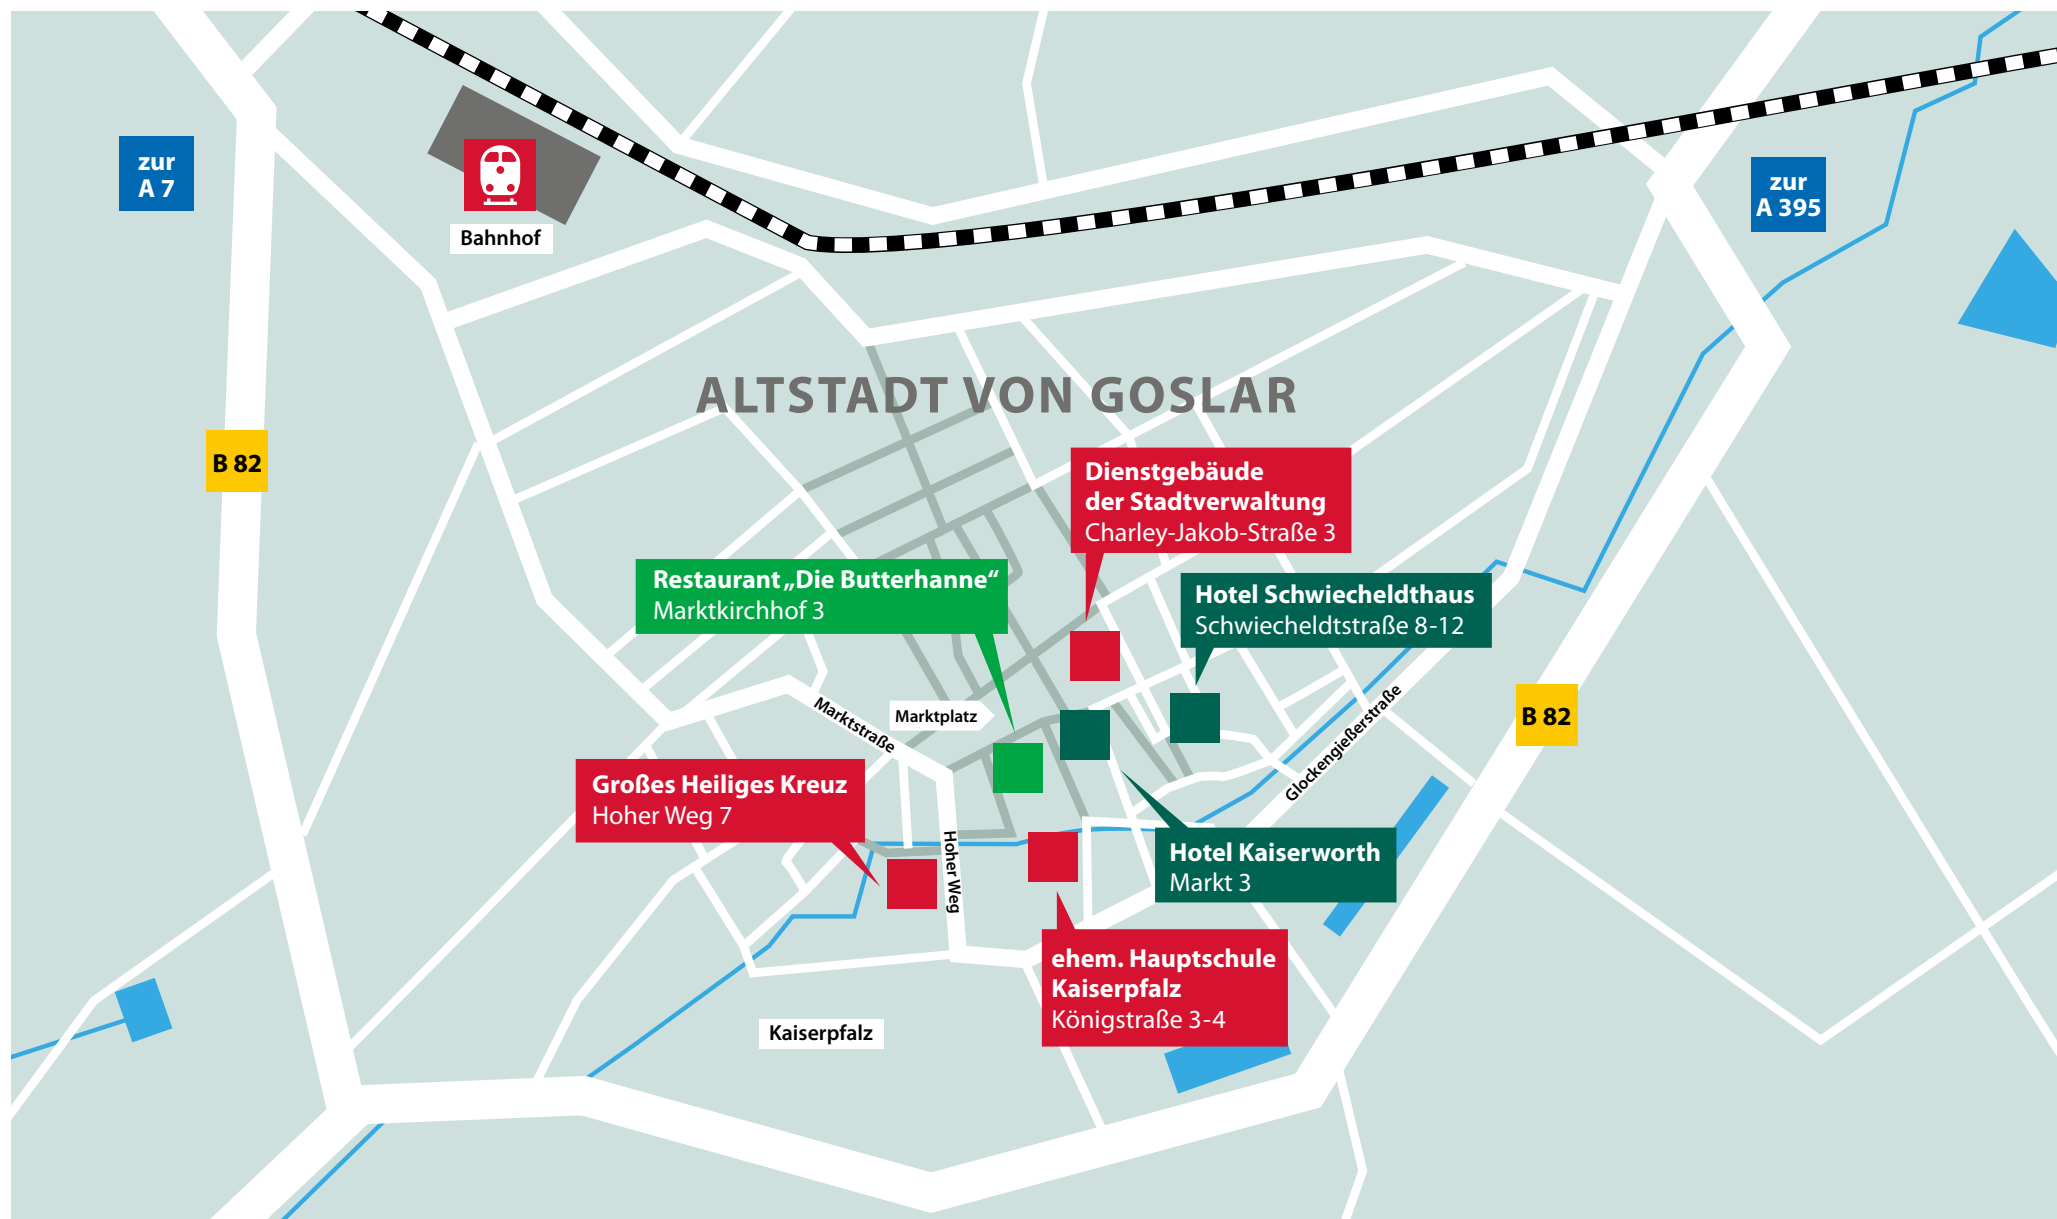 zur
A 7
Bahnhof
zur
A 395
ALTSTADT VON GOSLAR
B 82
Dienstgebäude
der Stadtverwaltung
Charley-Jakob-Straße 3
Restaurant „Die Butterhanne“
Marktkirchhof 3
Hotel Schwiecheldthaus
Schwiecheldtstraße 8-12
Marktstraße
Marktplatz
Glockengießerstraße
B 82
Großes Heiliges Kreuz
Hoher Weg 7
Hoher Weg
Hotel Kaiserworth
Markt 3
ehem. Hauptschule
Kaiserpfalz
Königstraße 3-4
Kaiserpfalz